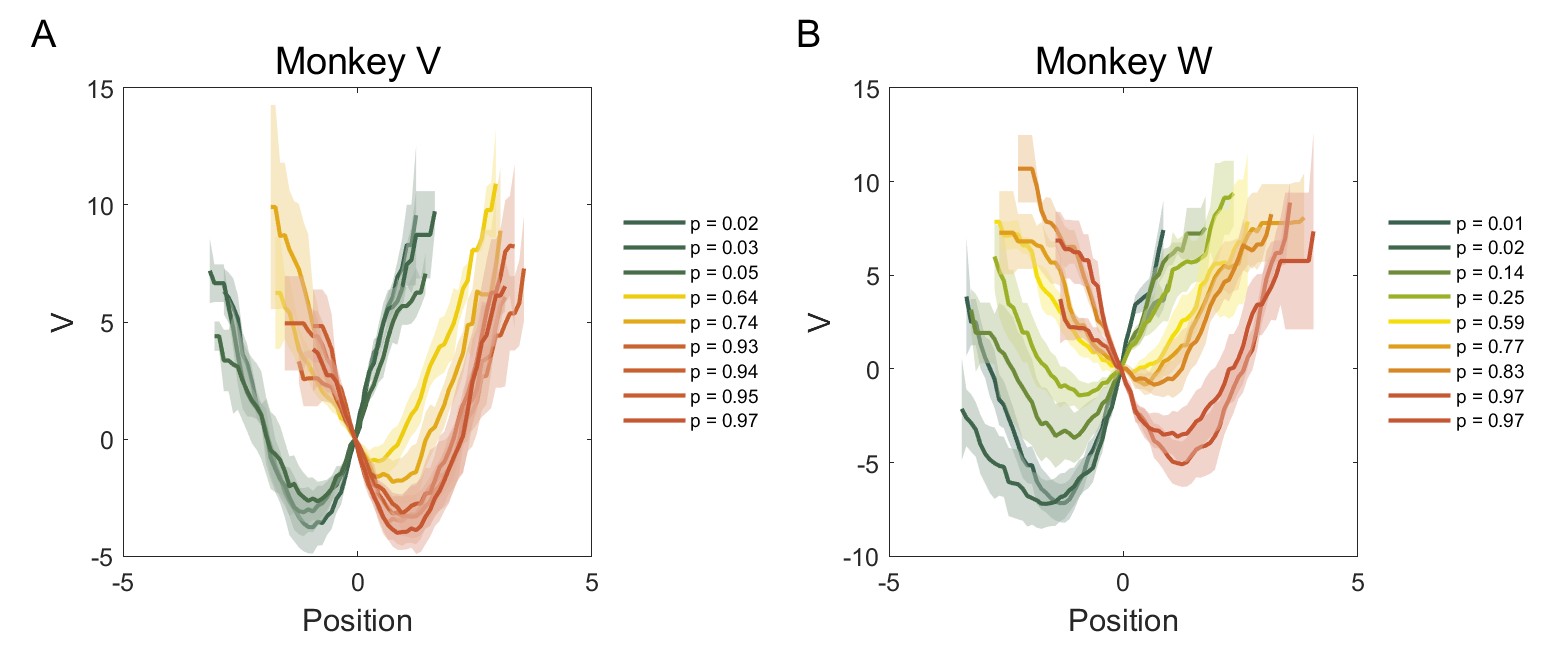 A
Monkey V
15
10
5
0
-5
-5
0
5
V
Position
p = 0.02
p = 0.03
p = 0.05
p = 0.64
p = 0.74
p = 0.93
p = 0.94
p = 0.95
p = 0.97
B
Monkey W
15
10
5
0
-5
-10
-5
0
5
V
Position
p = 0.01
p = 0.02
p = 0.14
p = 0.25
p = 0.59
p = 0.77
p = 0.83
p = 0.97
p = 0.97